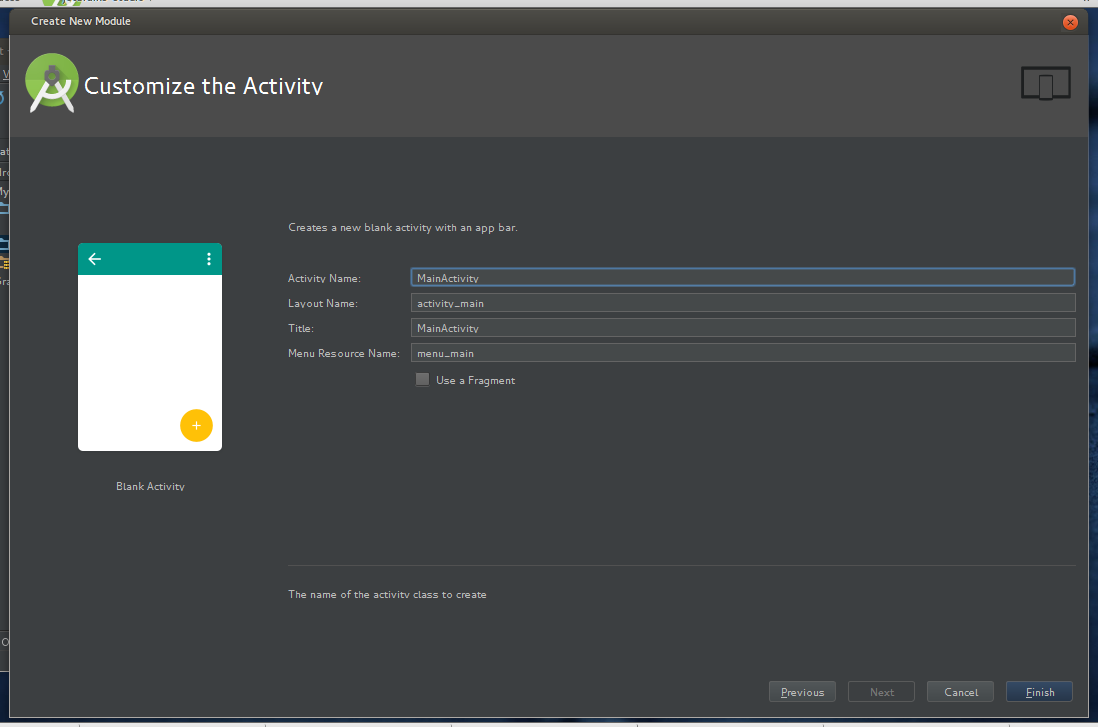 Create New Module
Customize the Activity
Creates a new blank activity with an app bar.
Activity Name: MainActivity
Layout Name: activity_main
Title: MainActivity
Menu Resource Name: menu_main
Use a Fragment
Blank Activity
The name of the activity class to create
Previous Next Cancel Finish